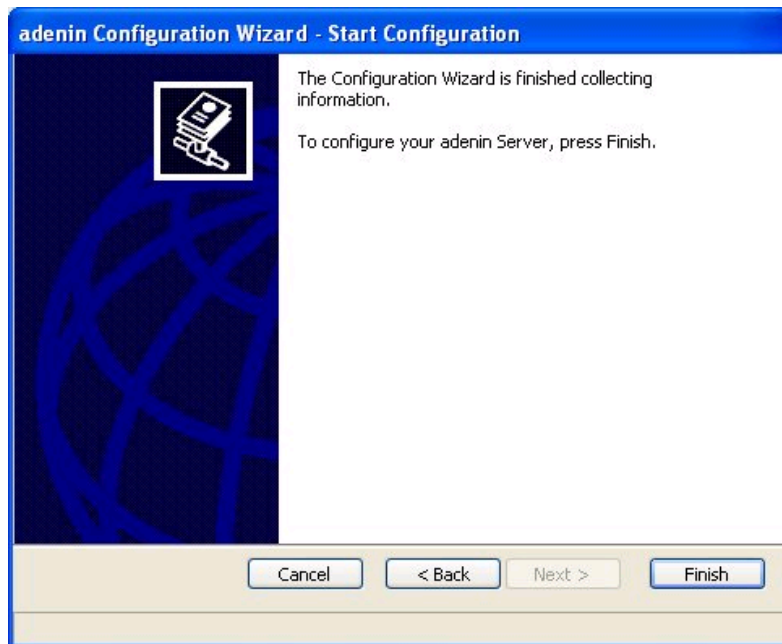 adenin Configuration Wizard - Start Configuration
The Configuration Wizard is finished collecting
information.
To configure your adenin Server, press Finish.
Cancel
< Back
Next >
Finish